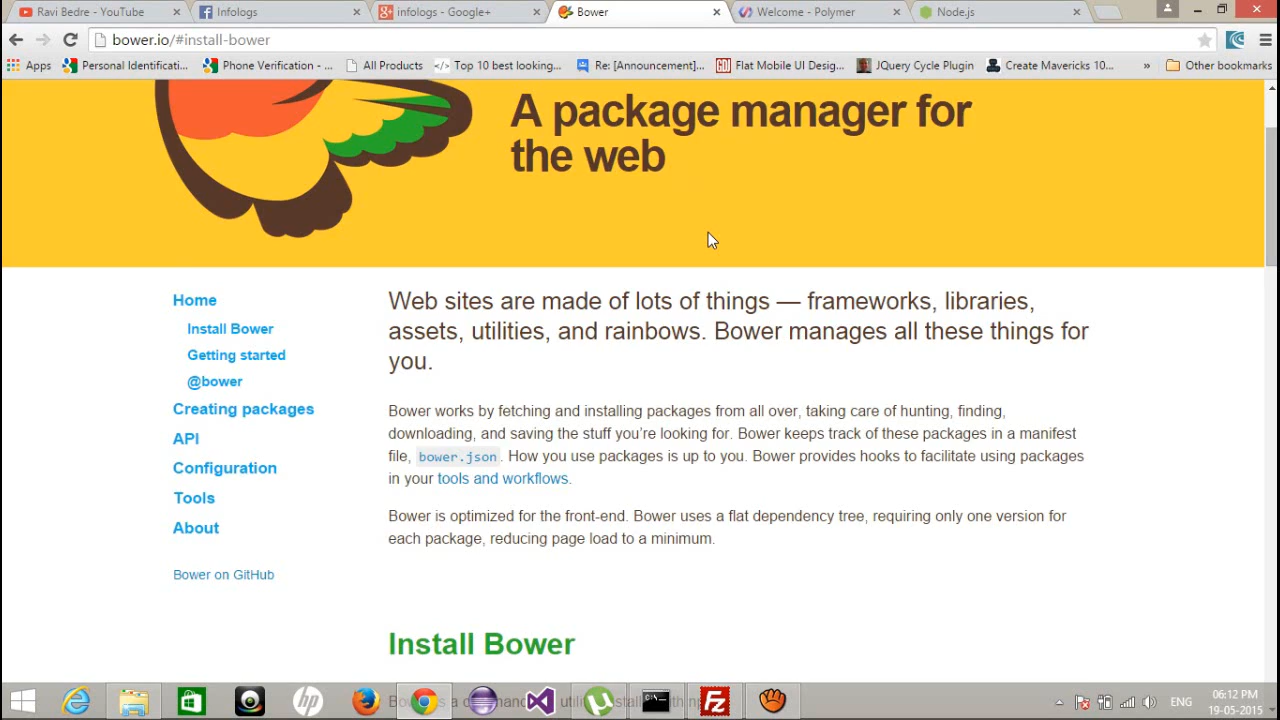 Ravi Bedre - YouTube
Infologs
infologs - Google+
Bower
Welcome - Polymer
Node.js
bower.io/#install-bower
Apps
Personal Identificati...
Phone Verification - ...
All Products
Top 10 best looking...
Re: [Announcement]...
Flat Mobile UI Desig...
JQuery Cycle Plugin
Create Mavericks 10...
»
Other bookmarks
A package manager for
the web
Home
Install Bower
Getting started
@bower
Creating packages
API
Configuration
Tools
About
Bower on GitHub
Web sites are made of lots of things — frameworks, libraries,
assets, utilities, and rainbows. Bower manages all these things for
you.
Bower works by fetching and installing packages from all over, taking care of hunting, finding,
downloading, and saving the stuff you’re looking for. Bower keeps track of these packages in a manifest
file, bower.json. How you use packages is up to you. Bower provides hooks to facilitate using packages
in your tools and workflows.
Bower is optimized for the front-end. Bower uses a flat dependency tree, requiring only one version for
each package, reducing page load to a minimum.
Install Bower
hp
Fz
ENG
06:12 PM
19-05-2015